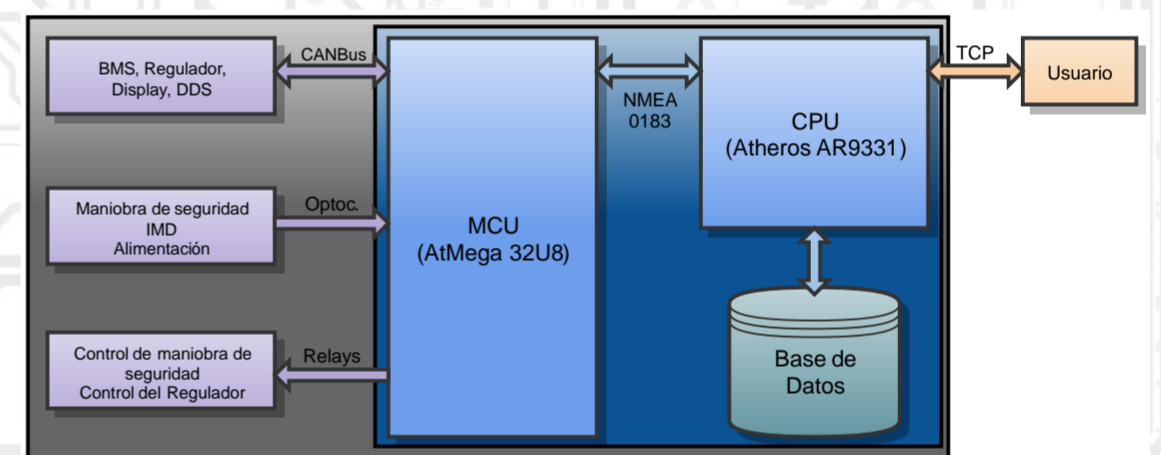 BMS, Regulador,
Display, DDS
CANBus
Maniobra de seguridad
IMD
Alimentación
Optoc.
Control de maniobra de
seguridad
Control del Regulador
Relays
MCU
(AtMega 32U8)
NMEA
0183
CPU
(Atheros AR9331)
Base de
Datos
TCP
Usuario